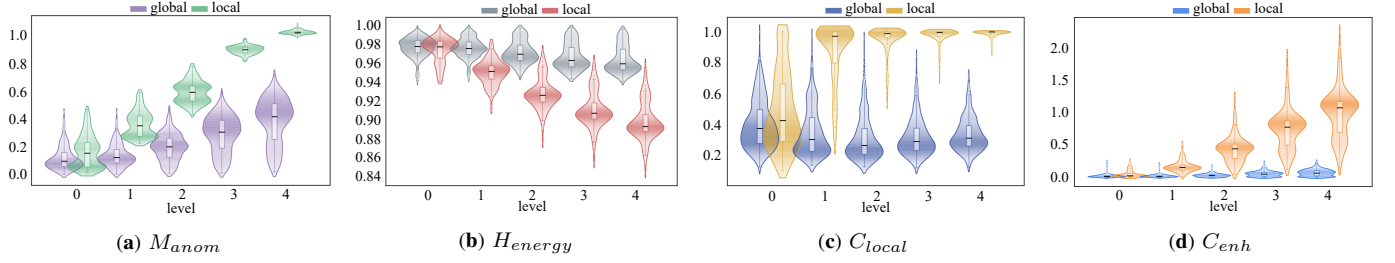 global local
1.0
0.8
0.6
0.4
0.2
0.0
0 1 2 3 4
level
(a) M_anom
global local
1.00
0.98
0.96
0.94
0.92
0.90
0.88
0.86
0.84
0 1 2 3 4
level
(b) H_energy
global local
1.0
0.8
0.6
0.4
0.2
0 1 2 3 4
level
(c) C_local
global local
2.0
1.5
1.0
0.5
0.0
0 1 2 3 4
level
(d) C_enh